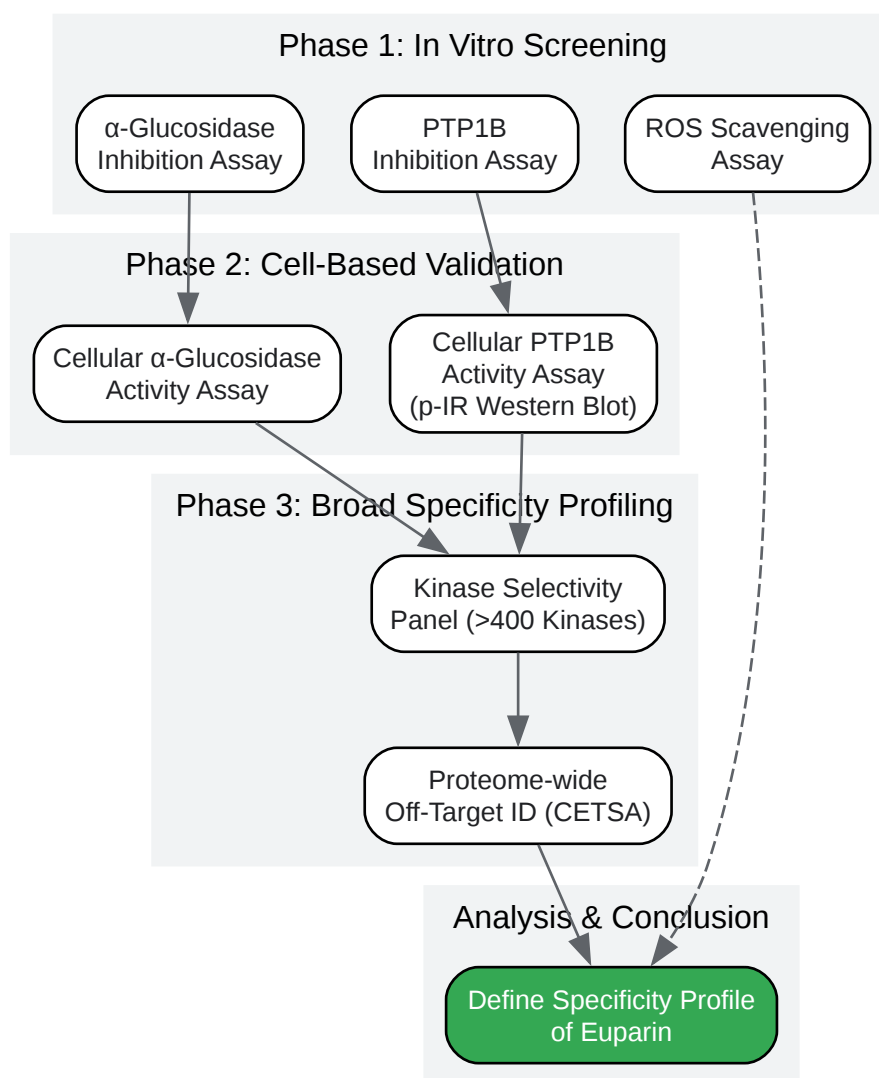 Phase 1: In Vitro Screening
α-Glucosidase
Inhibition Assay
PTP1B
Inhibition Assay
ROS Scavenging
Assay
Phase 2: Cell-Based Validation
Cellular α-Glucosidase
Activity Assay
Cellular PTP1B
Activity Assay
(p-IR Western Blot)
Phase 3: Broad Specificity Profiling
Kinase Selectivity
Panel (>400 Kinases)
Proteome-wide
Off-Target ID (CETSA)
Analysis & Conclusion
Define Specificity Profile
of Euparin